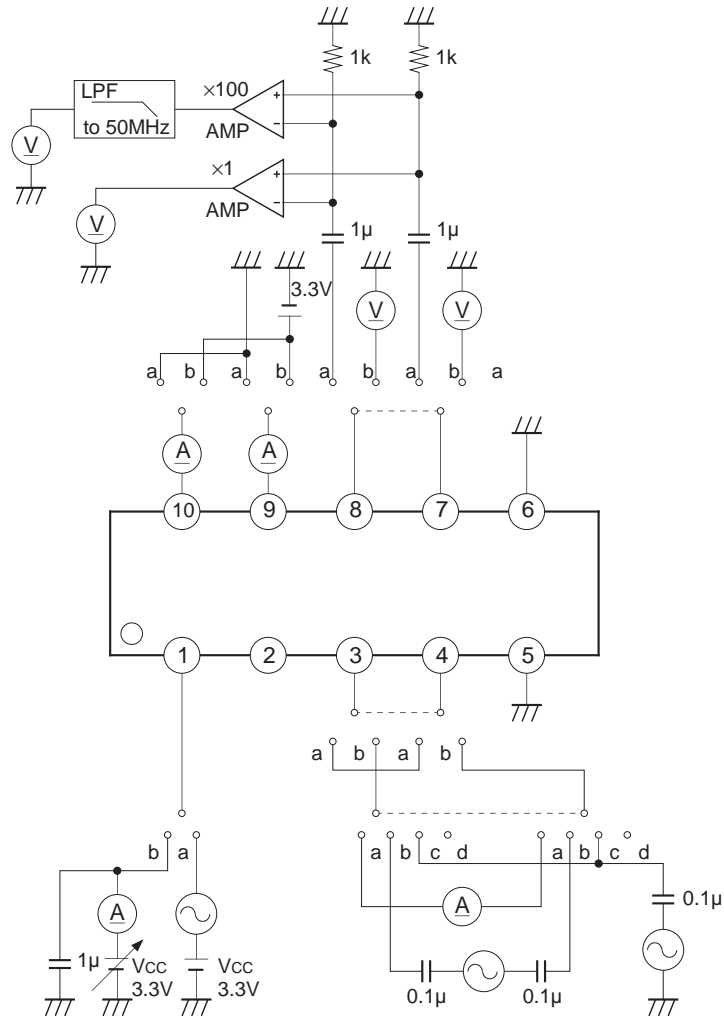 1k 1k
LPF
to 50MHz
×100
+
−
AMP
V
×1
+
−
AMP
V
1µ 1µ
3.3V
V V
a b a b a b a b a
A A
10 9 8 7 6
1 2 3 4 5
a b a b
b a
a b c d a b c d
A
1µ
A
VCC
3.3V
VCC
3.3V
0.1µ 0.1µ
0.1µ